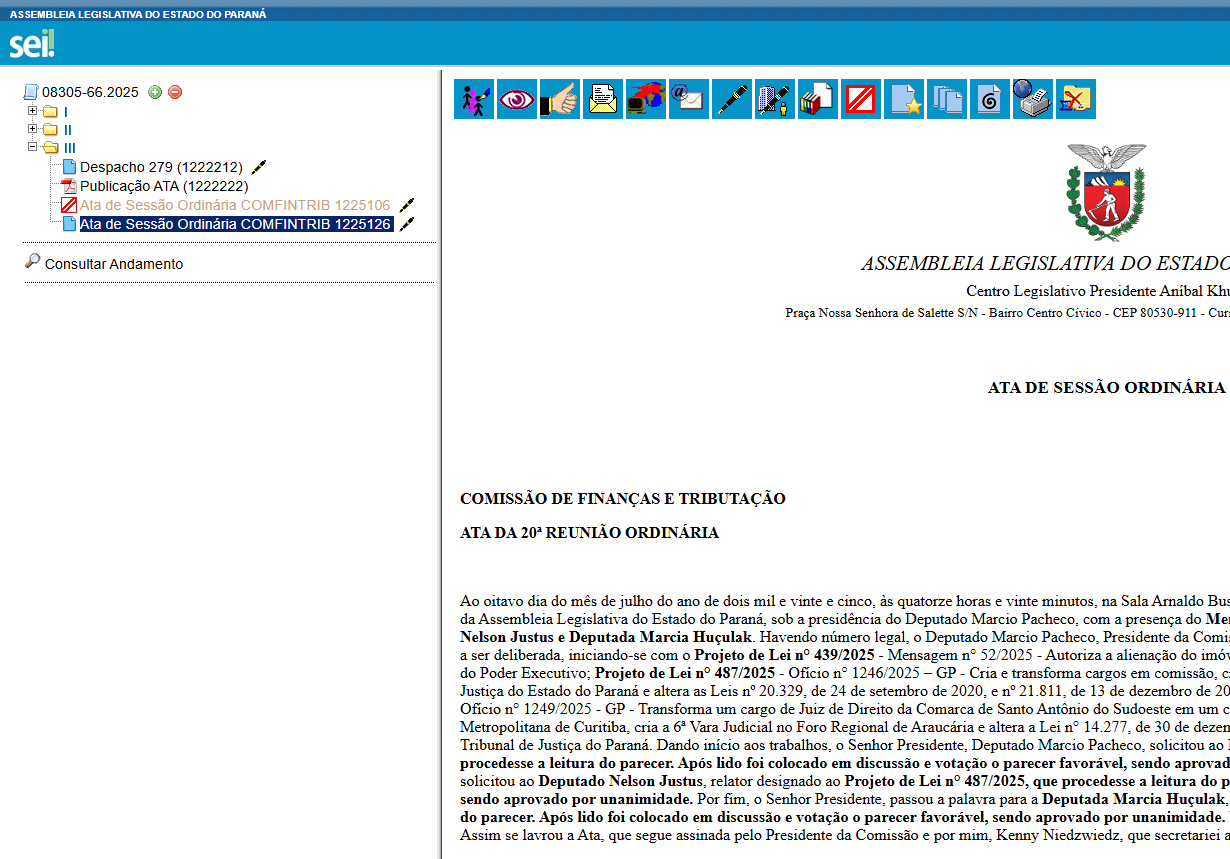 ASSEMBLEIA LEGISLATIVA DO ESTADO DO PARANÁ
sei!
08305-66.2025
I
II
III
Despacho 279 (1222212)
Publicação ATA (1222222)
Ata de Sessão Ordinária COMFINTRIB 1225106
Ata de Sessão Ordinária COMFINTRIB 1225126
Consultar Andamento
ASSEMBLEIA LEGISLATIVA DO ESTADO
Centro Legislativo Presidente Aníbal Khu
Praça Nossa Senhora de Salette S/N - Bairro Centro Cívico - CEP 80530-911 - Curi
ATA DE SESSÃO ORDINÁRIA
COMISSÃO DE FINANÇAS E TRIBUTAÇÃO
ATA DA 20ª REUNIÃO ORDINÁRIA
Ao oitavo dia do mês de julho do ano de dois mil e vinte e cinco, às quatorze horas e vinte minutos, na Sala Arnaldo Bus
da Assembleia Legislativa do Estado do Paraná, sob a presidência do Deputado Marcio Pacheco, com a presença do Mem
Nelson Justus e Deputada Marcia Huçulak. Havendo número legal, o Deputado Marcio Pacheco, Presidente da Comis
a ser deliberada, iniciando-se com o Projeto de Lei n° 439/2025 - Mensagem n° 52/2025 - Autoriza a alienação do imóv
do Poder Executivo; Projeto de Lei n° 487/2025 - Ofício n° 1246/2025 – GP - Cria e transforma cargos em comissão, c
Justiça do Estado do Paraná e altera as Leis nº 20.329, de 24 de setembro de 2020, e nº 21.811, de 13 de dezembro de 20
Ofício n° 1249/2025 - GP - Transforma um cargo de Juiz de Direito da Comarca de Santo Antônio do Sudoeste em um c
Metropolitana de Curitiba, cria a 6ª Vara Judicial no Foro Regional de Araucária e altera a Lei n° 14.277, de 30 de dezem
Tribunal de Justiça do Paraná. Dando início aos trabalhos, o Senhor Presidente, Deputado Marcio Pacheco, solicitou ao
procedesse a leitura do parecer. Após lido foi colocado em discussão e votação o parecer favorável, sendo aprovad
solicitou ao Deputado Nelson Justus, relator designado ao Projeto de Lei n° 487/2025, que procedesse a leitura do p
sendo aprovado por unanimidade. Por fim, o Senhor Presidente, passou a palavra para a Deputada Marcia Huçulak,
do parecer. Após lido foi colocado em discussão e votação o parecer favorável, sendo aprovado por unanimidade.
Assim se lavrou a Ata, que segue assinada pelo Presidente da Comissão e por mim, Kenny Niedzwiedz, que secretariei a